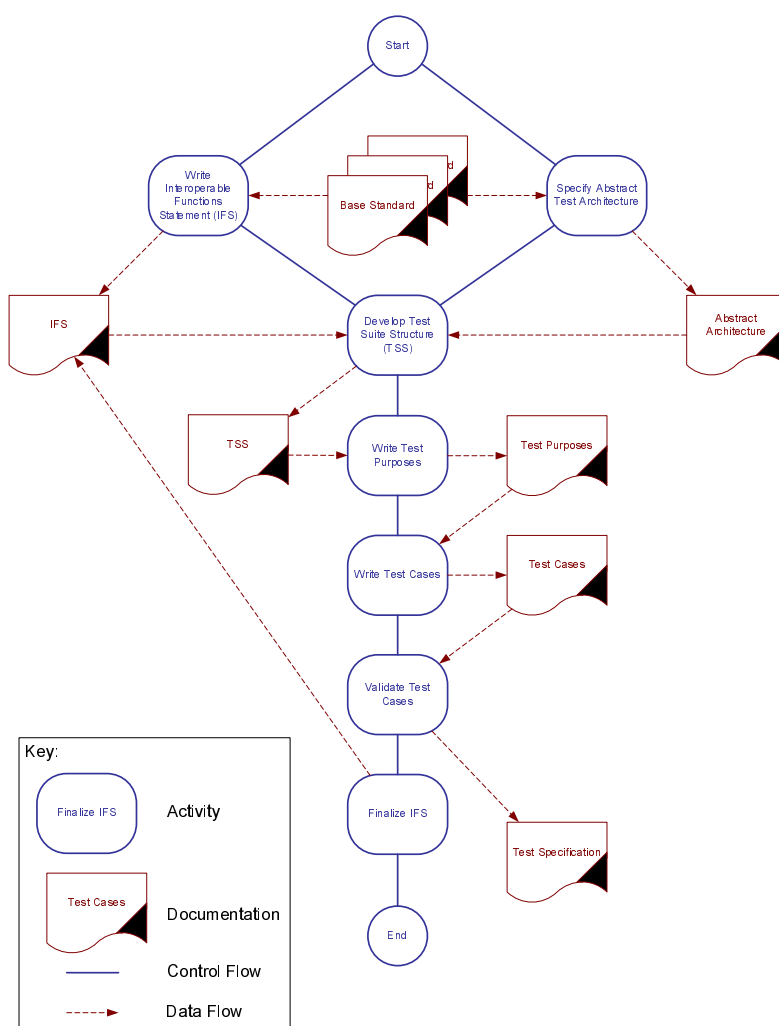 Start
Write
Interoperable
Functions
Statement (IFS)
d
d
Base Standard
Specify Abstract
Test Architecture
IFS
Develop Test
Suite Structure
(TSS)
Abstract
Architecture
TSS
Write Test
Purposes
Test Purposes
Write Test Cases
Test Cases
Validate Test
Cases
Finalize IFS
Test Specification
End
Key:
Finalize IFS
Activity
Test Cases
Documentation
Control Flow
Data Flow